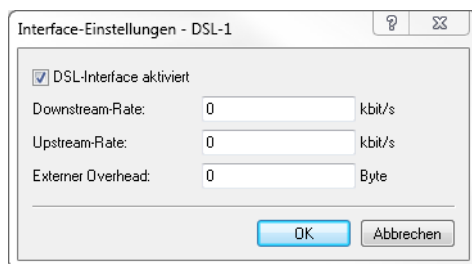 Interface-Einstellungen - DSL-1
DSL-Interface aktiviert
Downstream-Rate: 0 kbit/s
Upstream-Rate: 0 kbit/s
Externer Overhead: 0 Byte
OK Abbrechen